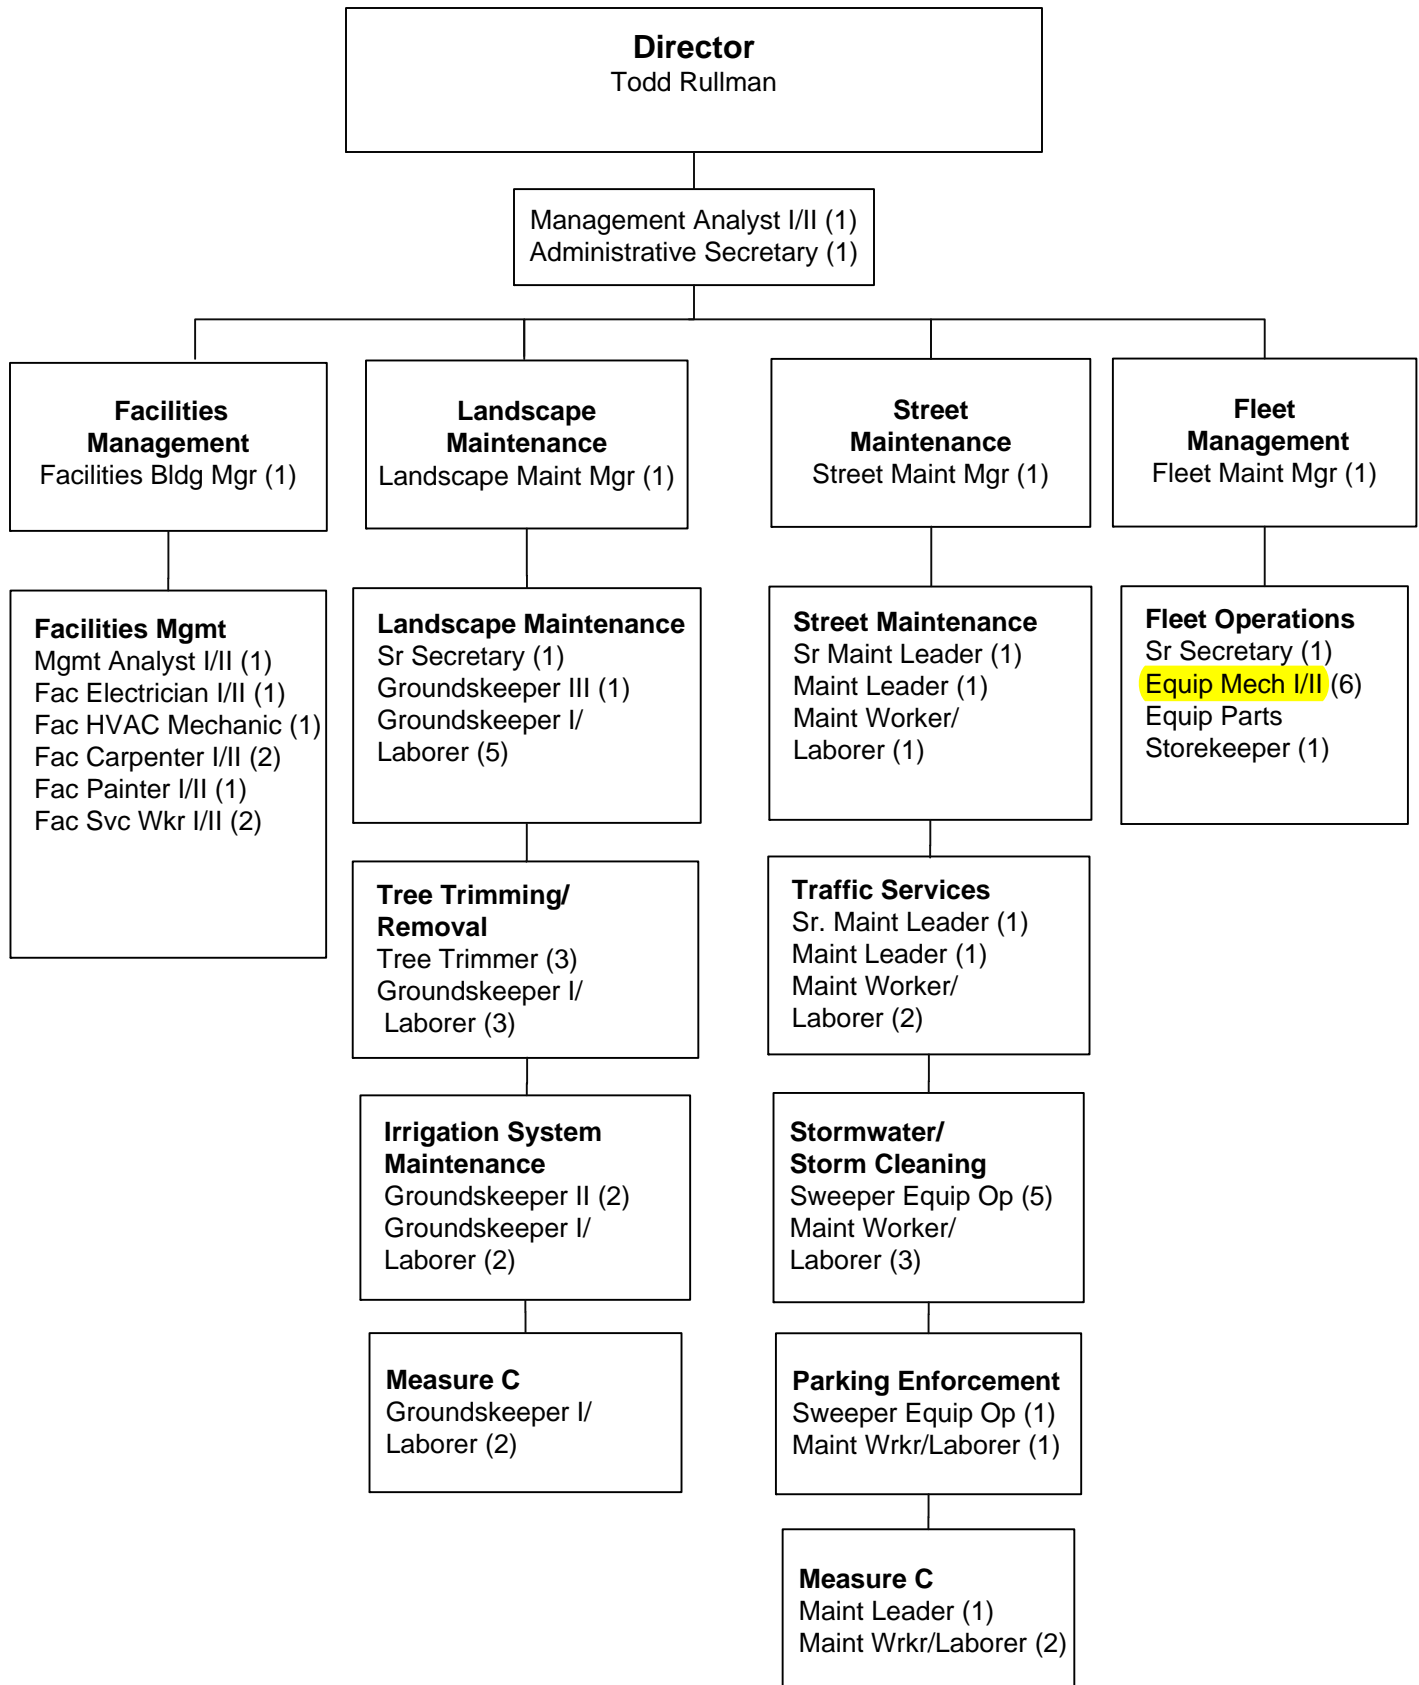 Director
Todd Rullman
Management Analyst I/II (1)
Administrative Secretary (1)
Facilities
Management
Facilities Bldg Mgr (1)
Landscape
Maintenance
Landscape Maint Mgr (1)
Street
Maintenance
Street Maint Mgr (1)
Fleet
Management
Fleet Maint Mgr (1)
Facilities Mgmt
Mgmt Analyst I/II (1)
Fac Electrician I/II (1)
Fac HVAC Mechanic (1)
Fac Carpenter I/II (2)
Fac Painter I/II (1)
Fac Svc Wkr I/II (2)
Landscape Maintenance
Sr Secretary (1)
Groundskeeper III (1)
Groundskeeper I/
Laborer (5)
Tree Trimming/
Removal
Tree Trimmer (3)
Groundskeeper I/
Laborer (3)
Irrigation System
Maintenance
Groundskeeper II (2)
Groundskeeper I/
Laborer (2)
Measure C
Groundskeeper I/
Laborer (2)
Street Maintenance
Sr Maint Leader (1)
Maint Leader (1)
Maint Worker/
Laborer (1)
Traffic Services
Sr. Maint Leader (1)
Maint Leader (1)
Maint Worker/
Laborer (2)
Stormwater/
Storm Cleaning
Sweeper Equip Op (5)
Maint Worker/
Laborer (3)
Parking Enforcement
Sweeper Equip Op (1)
Maint Wrkr/Laborer (1)
Measure C
Maint Leader (1)
Maint Wrkr/Laborer (2)
Fleet Operations
Sr Secretary (1)
Equip Mech I/II (6)
Equip Parts
Storekeeper (1)